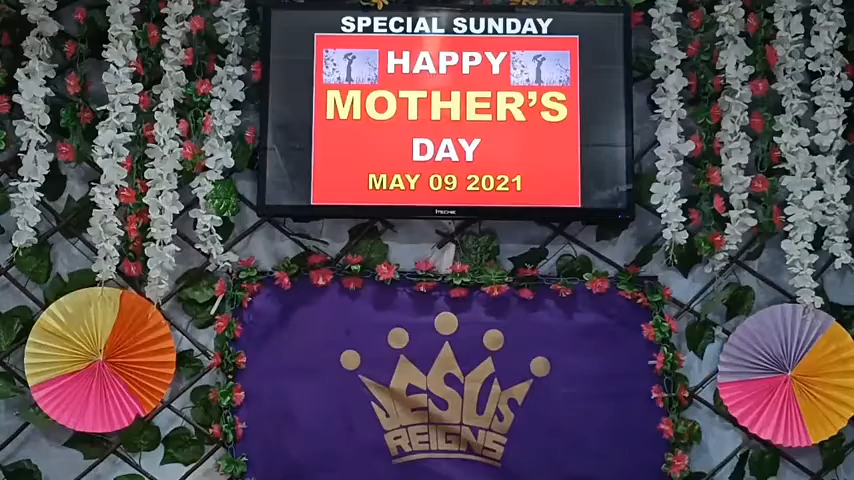 SPECIAL SUNDAY
HAPPY
MOTHER'S
DAY
MAY 09 2021
JESUS
REIGNS